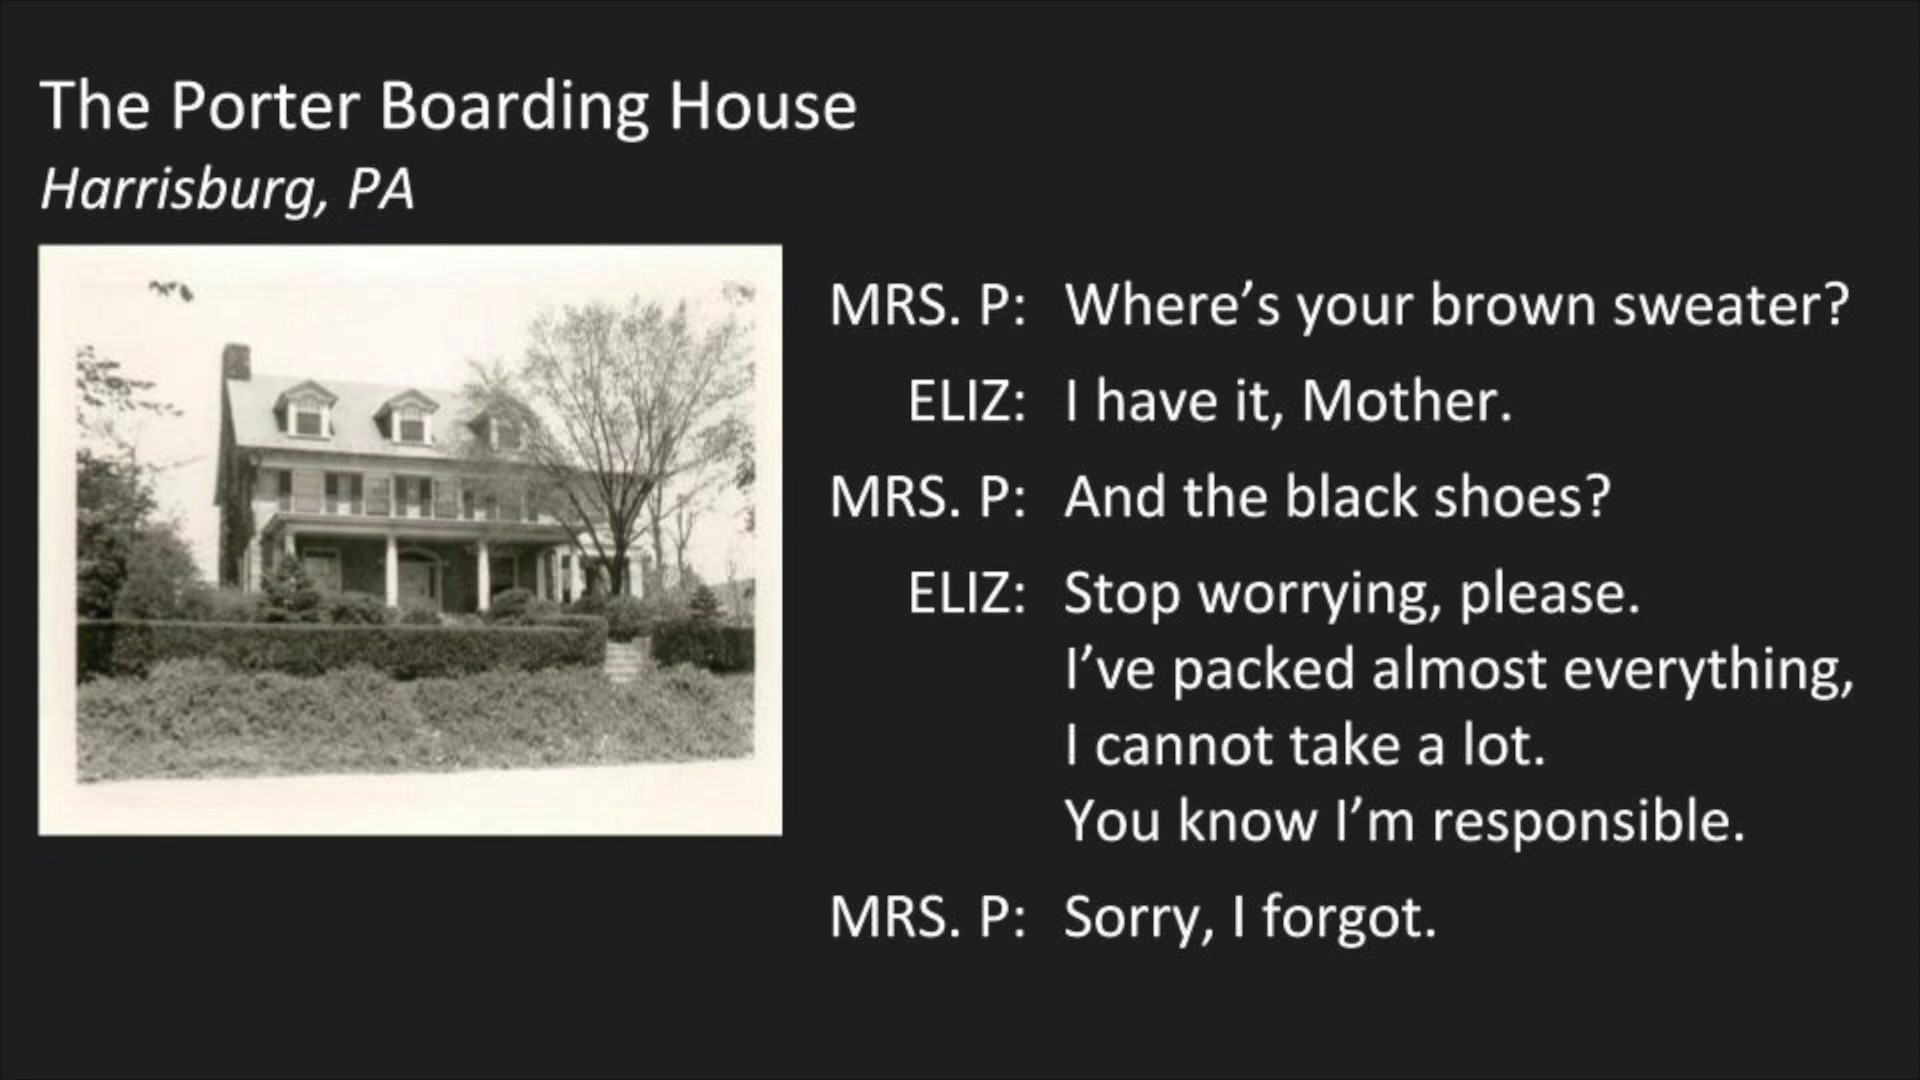 The Porter Boarding House
Harrisburg, PA
MRS. P: Where’s your brown sweater?
ELIZ: I have it, Mother.
MRS. P: And the black shoes?
ELIZ: Stop worrying, please.
I’ve packed almost everything,
I cannot take a lot.
You know I’m responsible.
MRS. P: Sorry, I forgot.